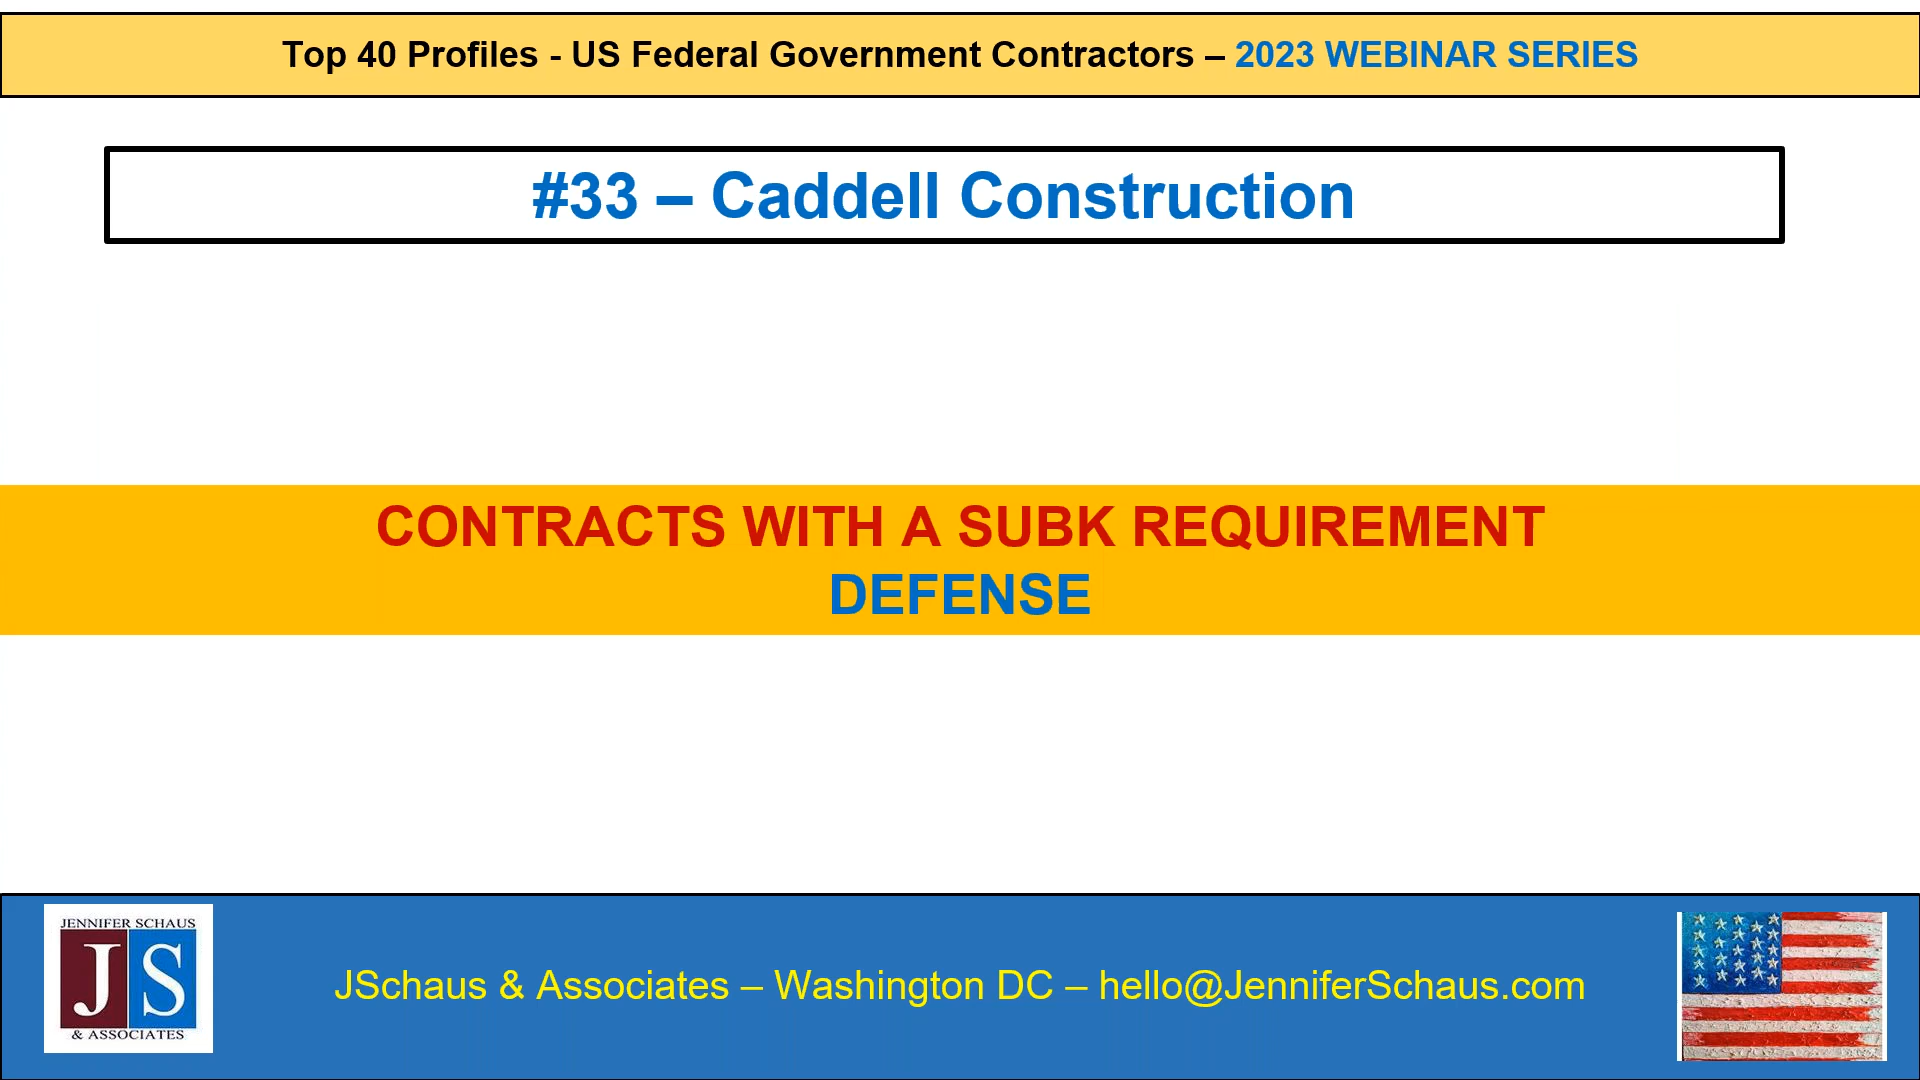 Top 40 Profiles - US Federal Government Contractors – 2023 WEBINAR SERIES
#33 – Caddell Construction
CONTRACTS WITH A SUBK REQUIREMENT
DEFENSE
JENNIFER SCHAUS
JS
& ASSOCIATES
JSchaus & Associates – Washington DC – hello@JenniferSchaus.com